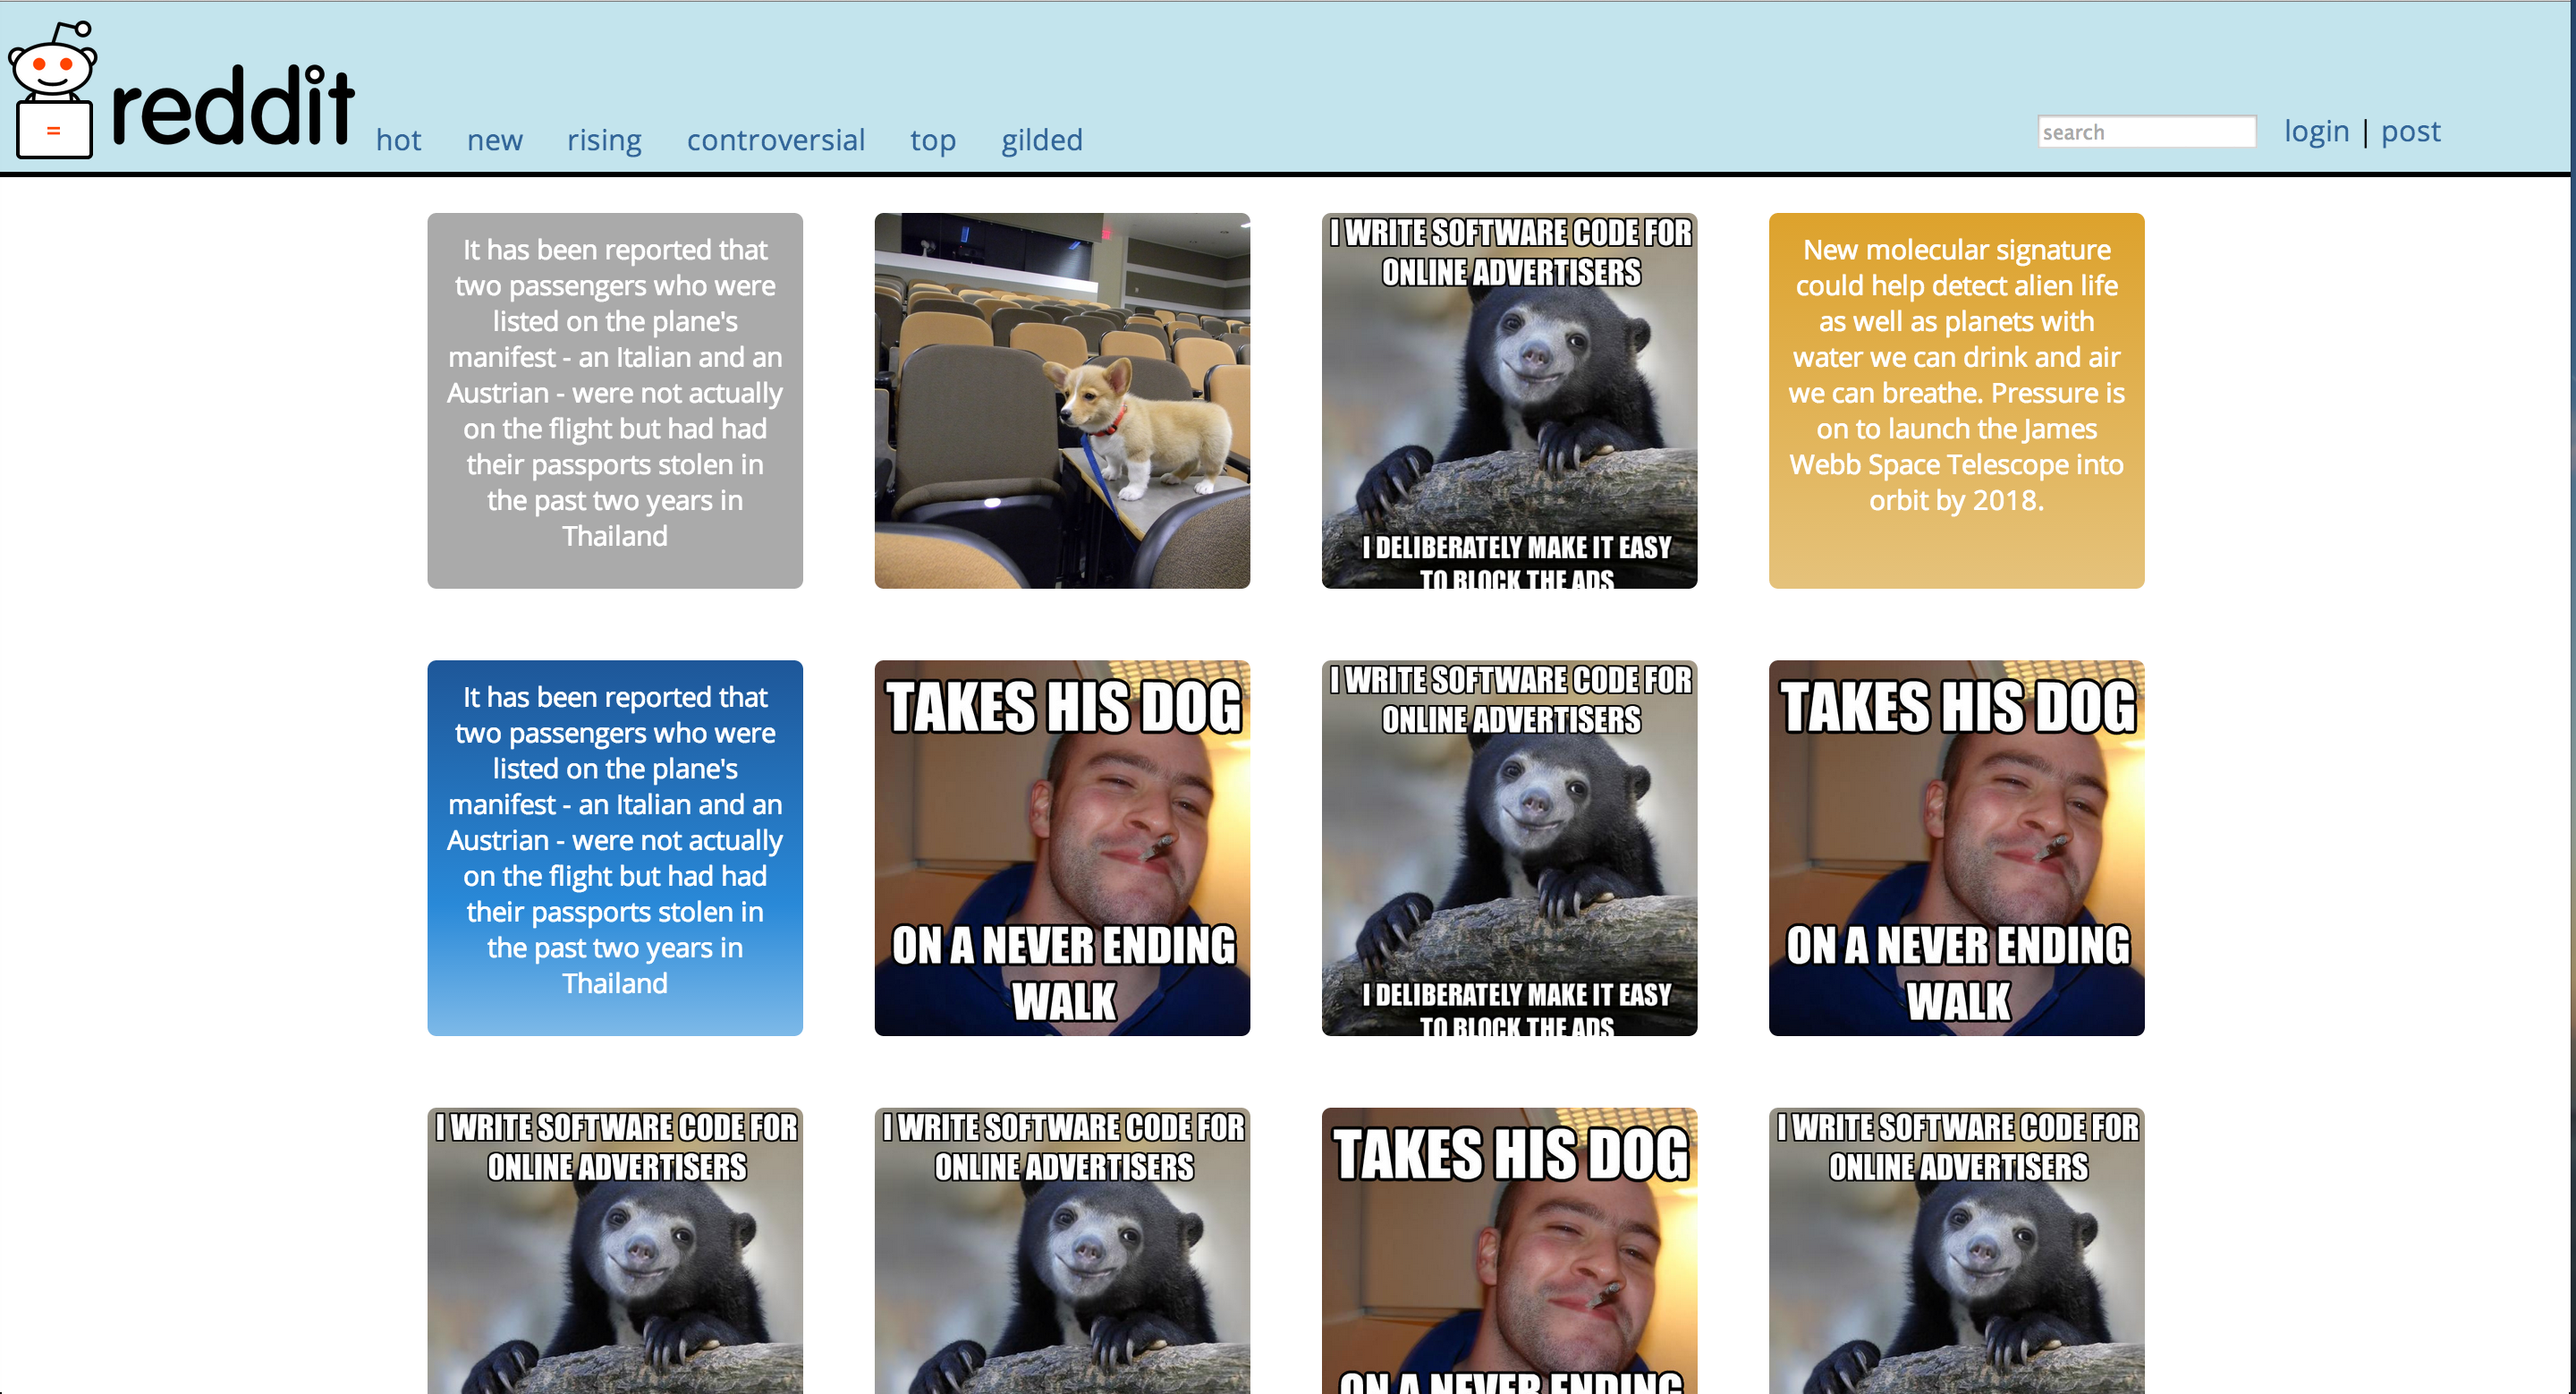 =
reddit
hot new rising controversial top gilded
search
login | post
It has been reported that
two passengers who were
listed on the plane's
manifest - an Italian and an
Austrian - were not actually
on the flight but had had
their passports stolen in
the past two years in
Thailand
I WRITE SOFTWARE CODE FOR
ONLINE ADVERTISERS
I DELIBERATELY MAKE IT EASY
TO BLOCK THE ADS
New molecular signature
could help detect alien life
as well as planets with
water we can drink and air
we can breathe. Pressure is
on to launch the James
Webb Space Telescope into
orbit by 2018.
It has been reported that
two passengers who were
listed on the plane's
manifest - an Italian and an
Austrian - were not actually
on the flight but had had
their passports stolen in
the past two years in
Thailand
TAKES HIS DOG
ON A NEVER ENDING
WALK
I WRITE SOFTWARE CODE FOR
ONLINE ADVERTISERS
I DELIBERATELY MAKE IT EASY
TO BLOCK THE ADS
TAKES HIS DOG
ON A NEVER ENDING
WALK
I WRITE SOFTWARE CODE FOR
ONLINE ADVERTISERS
I WRITE SOFTWARE CODE FOR
ONLINE ADVERTISERS
TAKES HIS DOG
ON A NEVER ENDING
I WRITE SOFTWARE CODE FOR
ONLINE ADVERTISERS